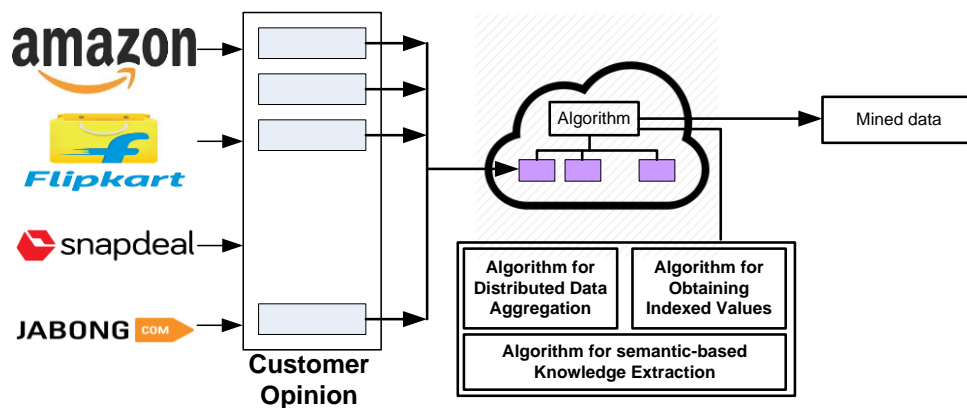 amazon
Flipkart
snapdeal
JABONG COM
Customer
Opinion
Algorithm
Mined data
Algorithm for
Distributed Data
Aggregation
Algorithm for
Obtaining
Indexed Values
Algorithm for semantic-based
Knowledge Extraction